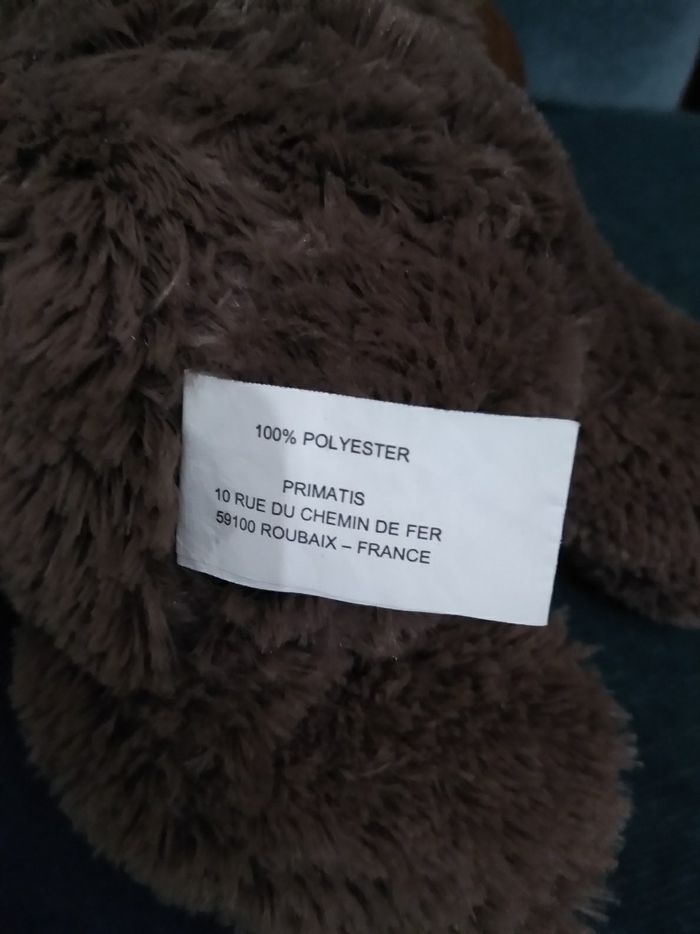 100% POLYESTER
PRIMATIS
10 RUE DU CHEMIN DE FER
59100 ROUBAIX – FRANCE